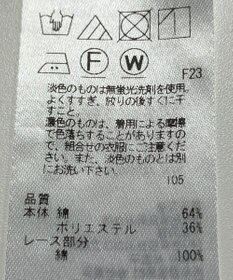 F
W
F23
淡色のものは無蛍光洗剤を使用、
よくすすぎ、絞りの後すぐに干
すこと。
濃色のものは、着用による摩擦
で色落ちすることがありますの
で、組合せの衣服にご注意くだ
さい。また、淡色のものとは別
にお洗い下さい。
105
品質
本体 綿 64%
ポリエステル 36%
レース部分
綿 100%